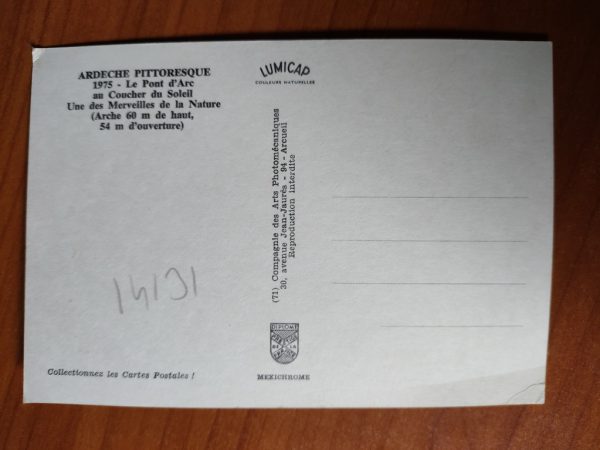 ARDECHE PITTORESQUE
1975 - Le Pont d'Arc
au Coucher du Soleil
Une des Merveilles de la Nature
(Arche 60 m de haut,
54 m d'ouverture)
LUMICAP
COULEURS NATURELLES
(71) Compagnie des Arts Photomécaniques
30, avenue Jean-Jaurès - 94 - Arcueil
Reproduction Interdite
DIPLOME
MEXICHROME
Collectionnez les Cartes Postales !